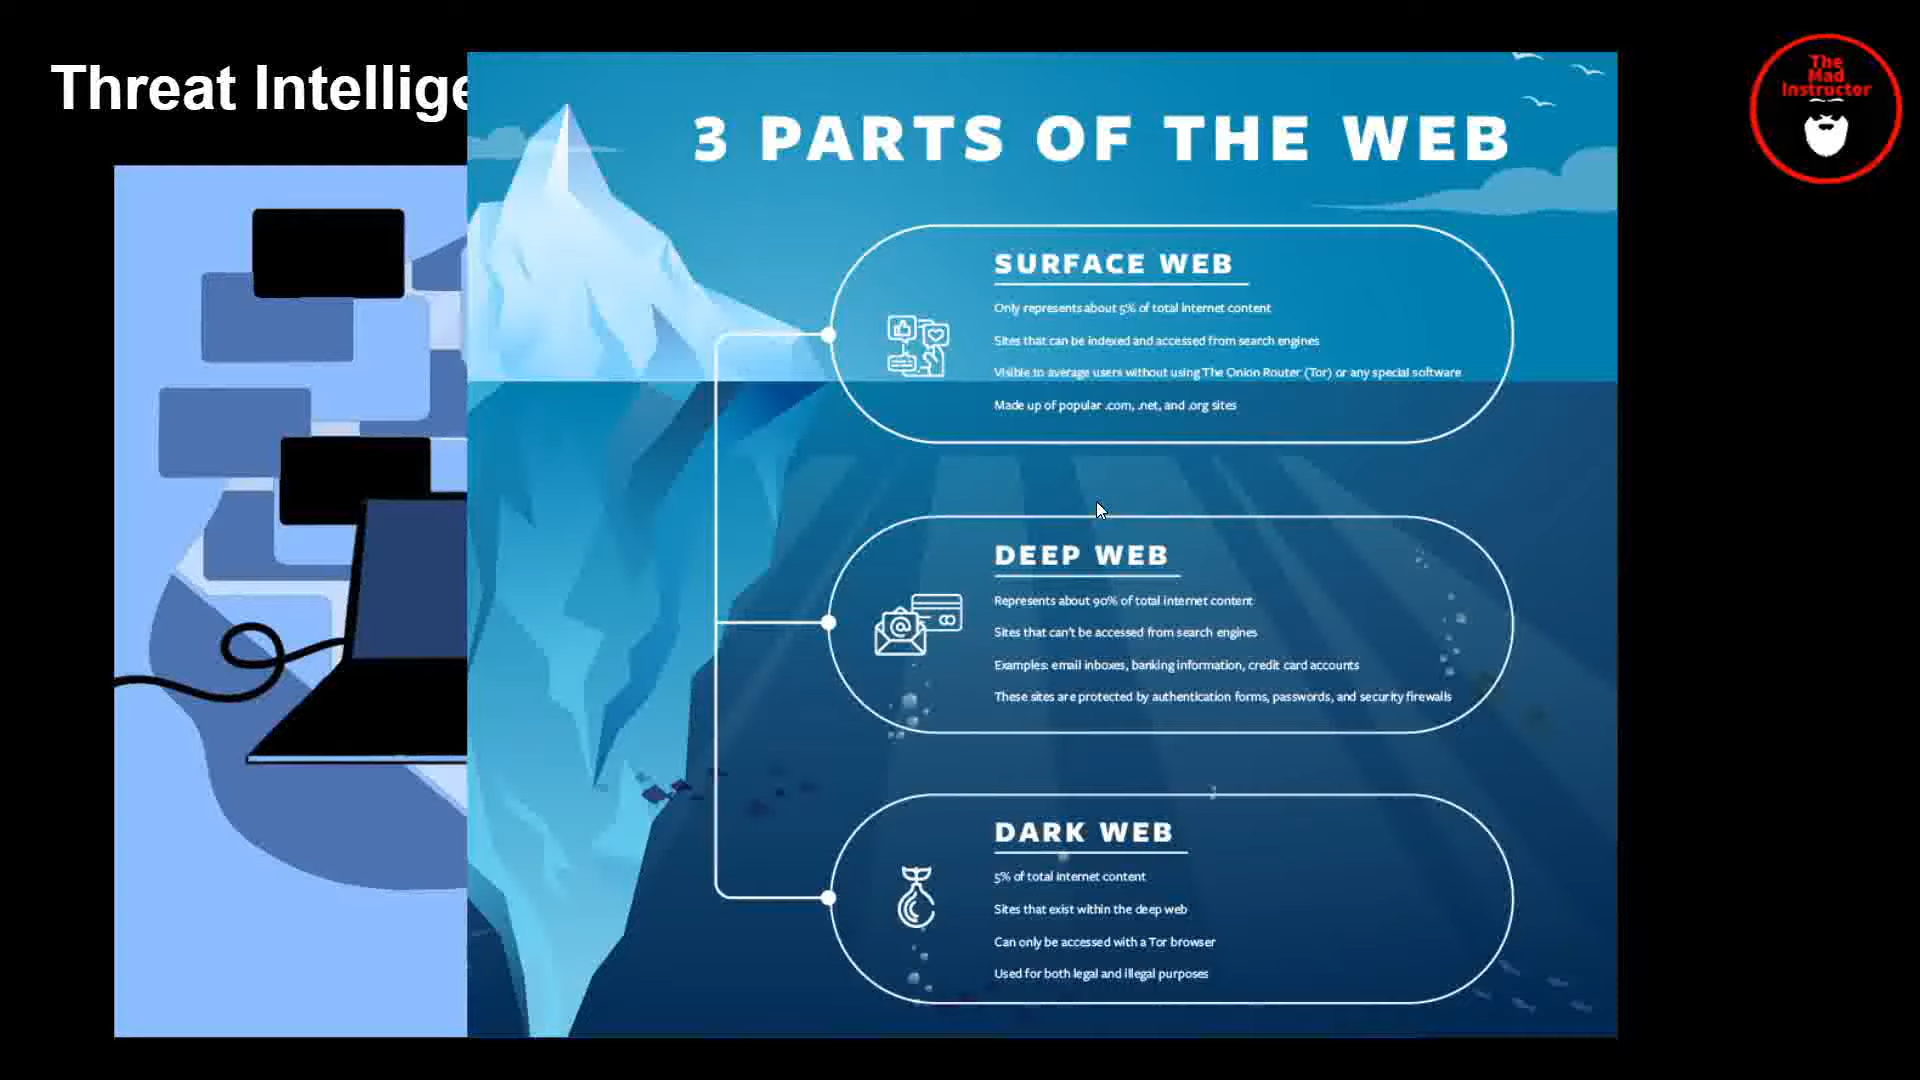 Threat Intellige
The
Mad
Instructor
3 PARTS OF THE WEB
SURFACE WEB
Only represents about 5% of total internet content
Sites that can be indexed and accessed from search engines
Visible to average users without using The Onion Router (Tor) or any special software
Made up of popular .com, .net, and .org sites
DEEP WEB
Represents about 90% of total internet content
Sites that can't be accessed from search engines
Examples: email inboxes, banking information, credit card accounts
These sites are protected by authentication forms, passwords, and security firewalls
DARK WEB
5% of total internet content
Sites that exist within the deep web
Can only be accessed with a Tor browser
Used for both legal and illegal purposes